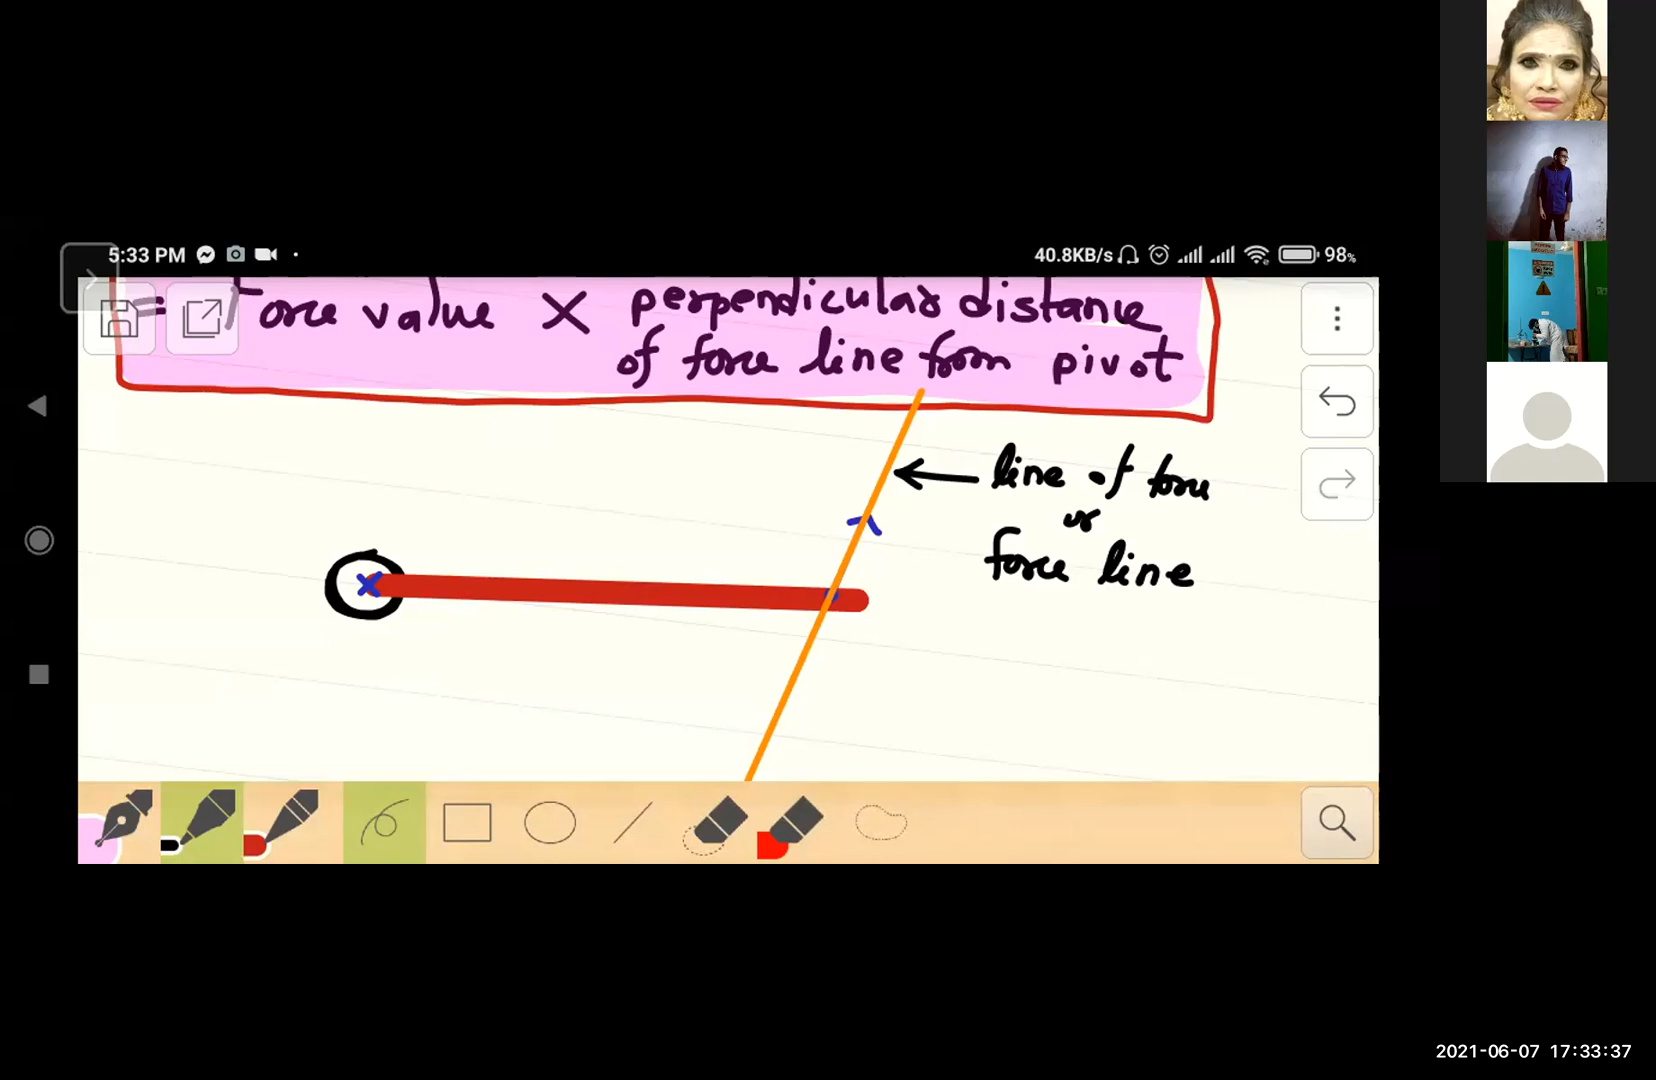 5:33 PM
40.8KB/s
98%
= Force value × perpendicular distance
of force line from pivot
line of force
or
force line
2021-06-07 17:33:37